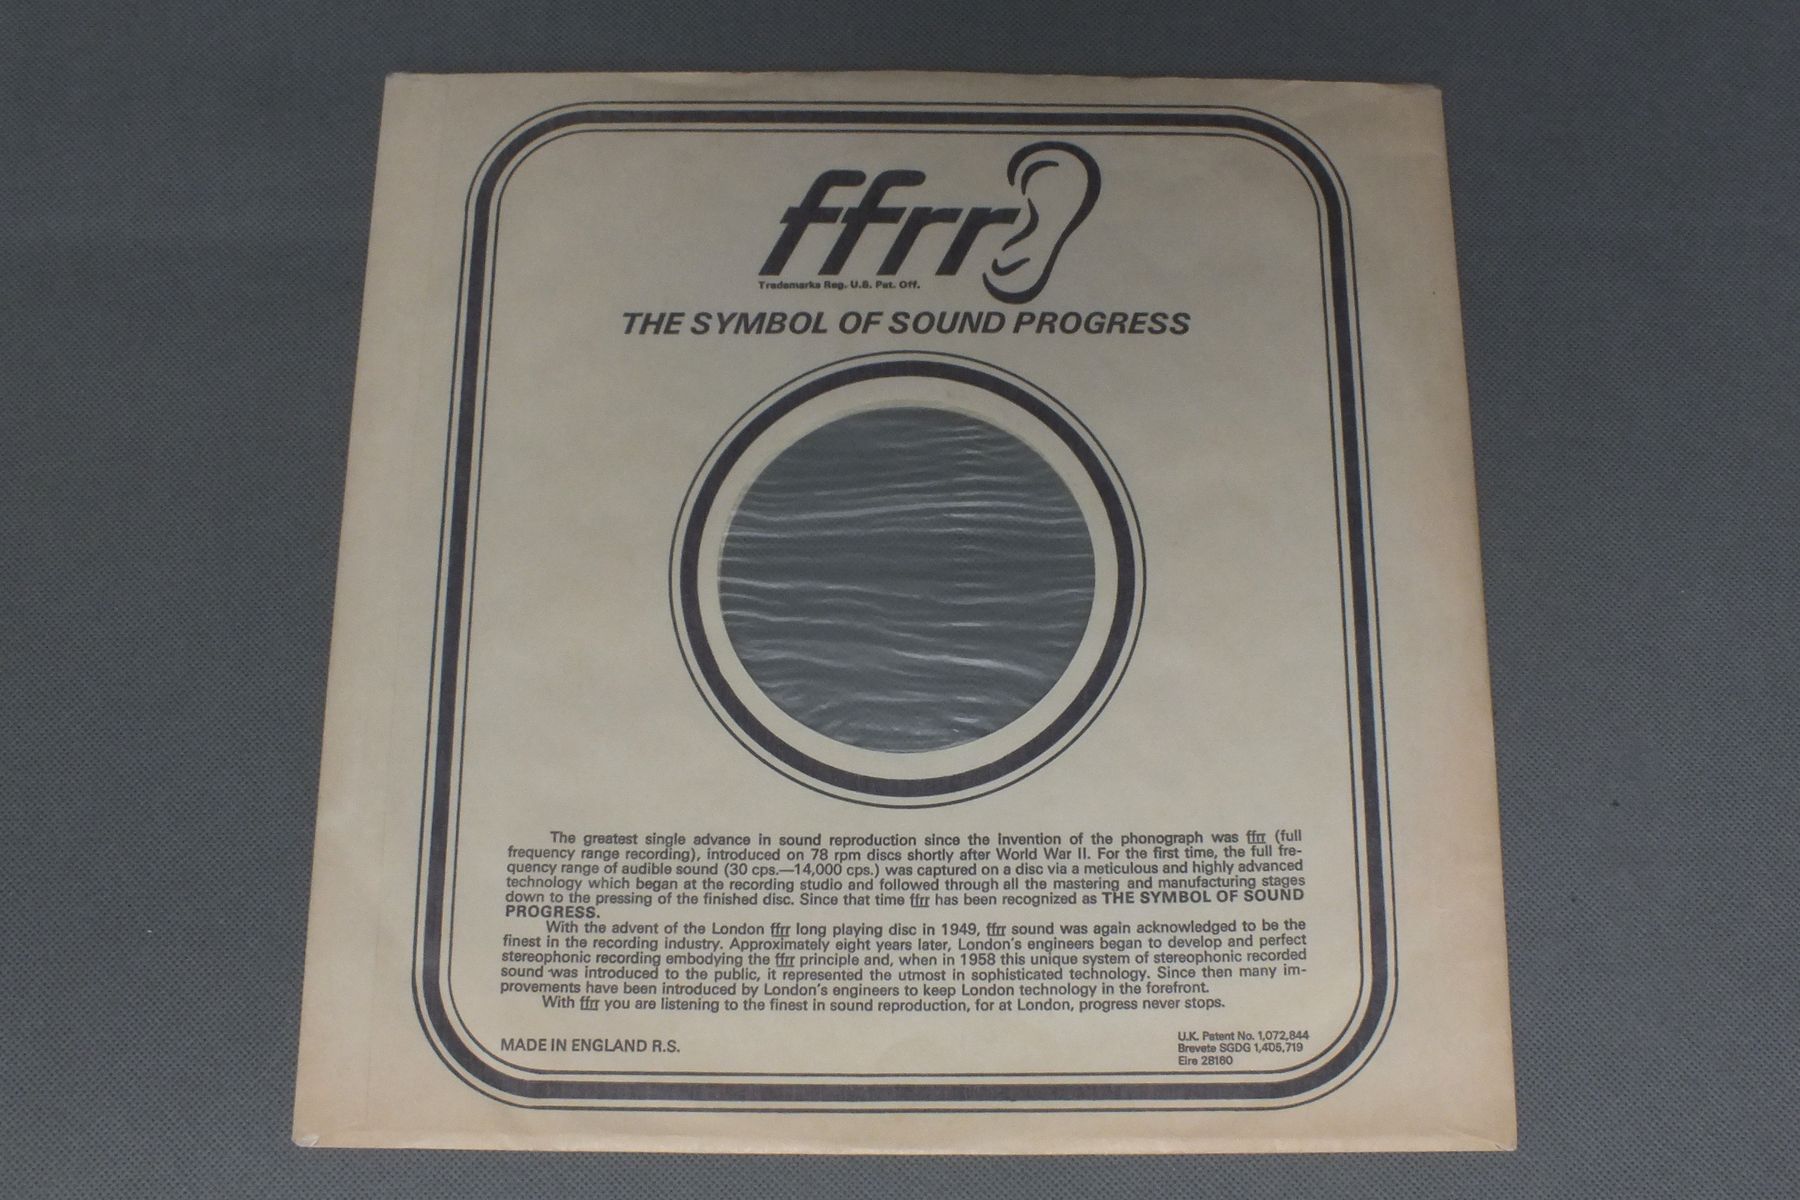 ffrr
Trademarks Reg. U.S. Pat. Off.
THE SYMBOL OF SOUND PROGRESS
The greatest single advance in sound reproduction since the invention of the phonograph was ffrr (full
frequency range recording), introduced on 78 rpm discs shortly after World War II. For the first time, the full fre-
quency range of audible sound (30 cps.—14,000 cps.) was captured on a disc via a meticulous and highly advanced
technology which began at the recording studio and followed through all the mastering and manufacturing stages
down to the pressing of the finished disc. Since that time ffrr has been recognized as THE SYMBOL OF SOUND
PROGRESS.
With the advent of the London ffrr long playing disc in 1949, ffrr sound was again acknowledged to be the
finest in the recording industry. Approximately eight years later, London's engineers began to develop and perfect
stereophonic recording embodying the ffrr principle and, when in 1958 this unique system of stereophonic recorded
sound was introduced to the public, it represented the utmost in sophisticated technology. Since then many im-
provements have been introduced by London's engineers to keep London technology in the forefront.
With ffrr you are listening to the finest in sound reproduction, for at London, progress never stops.
MADE IN ENGLAND R.S.
U.K. Patent No. 1,072,844
Brevete SGDG 1,405,719
Eire 28180